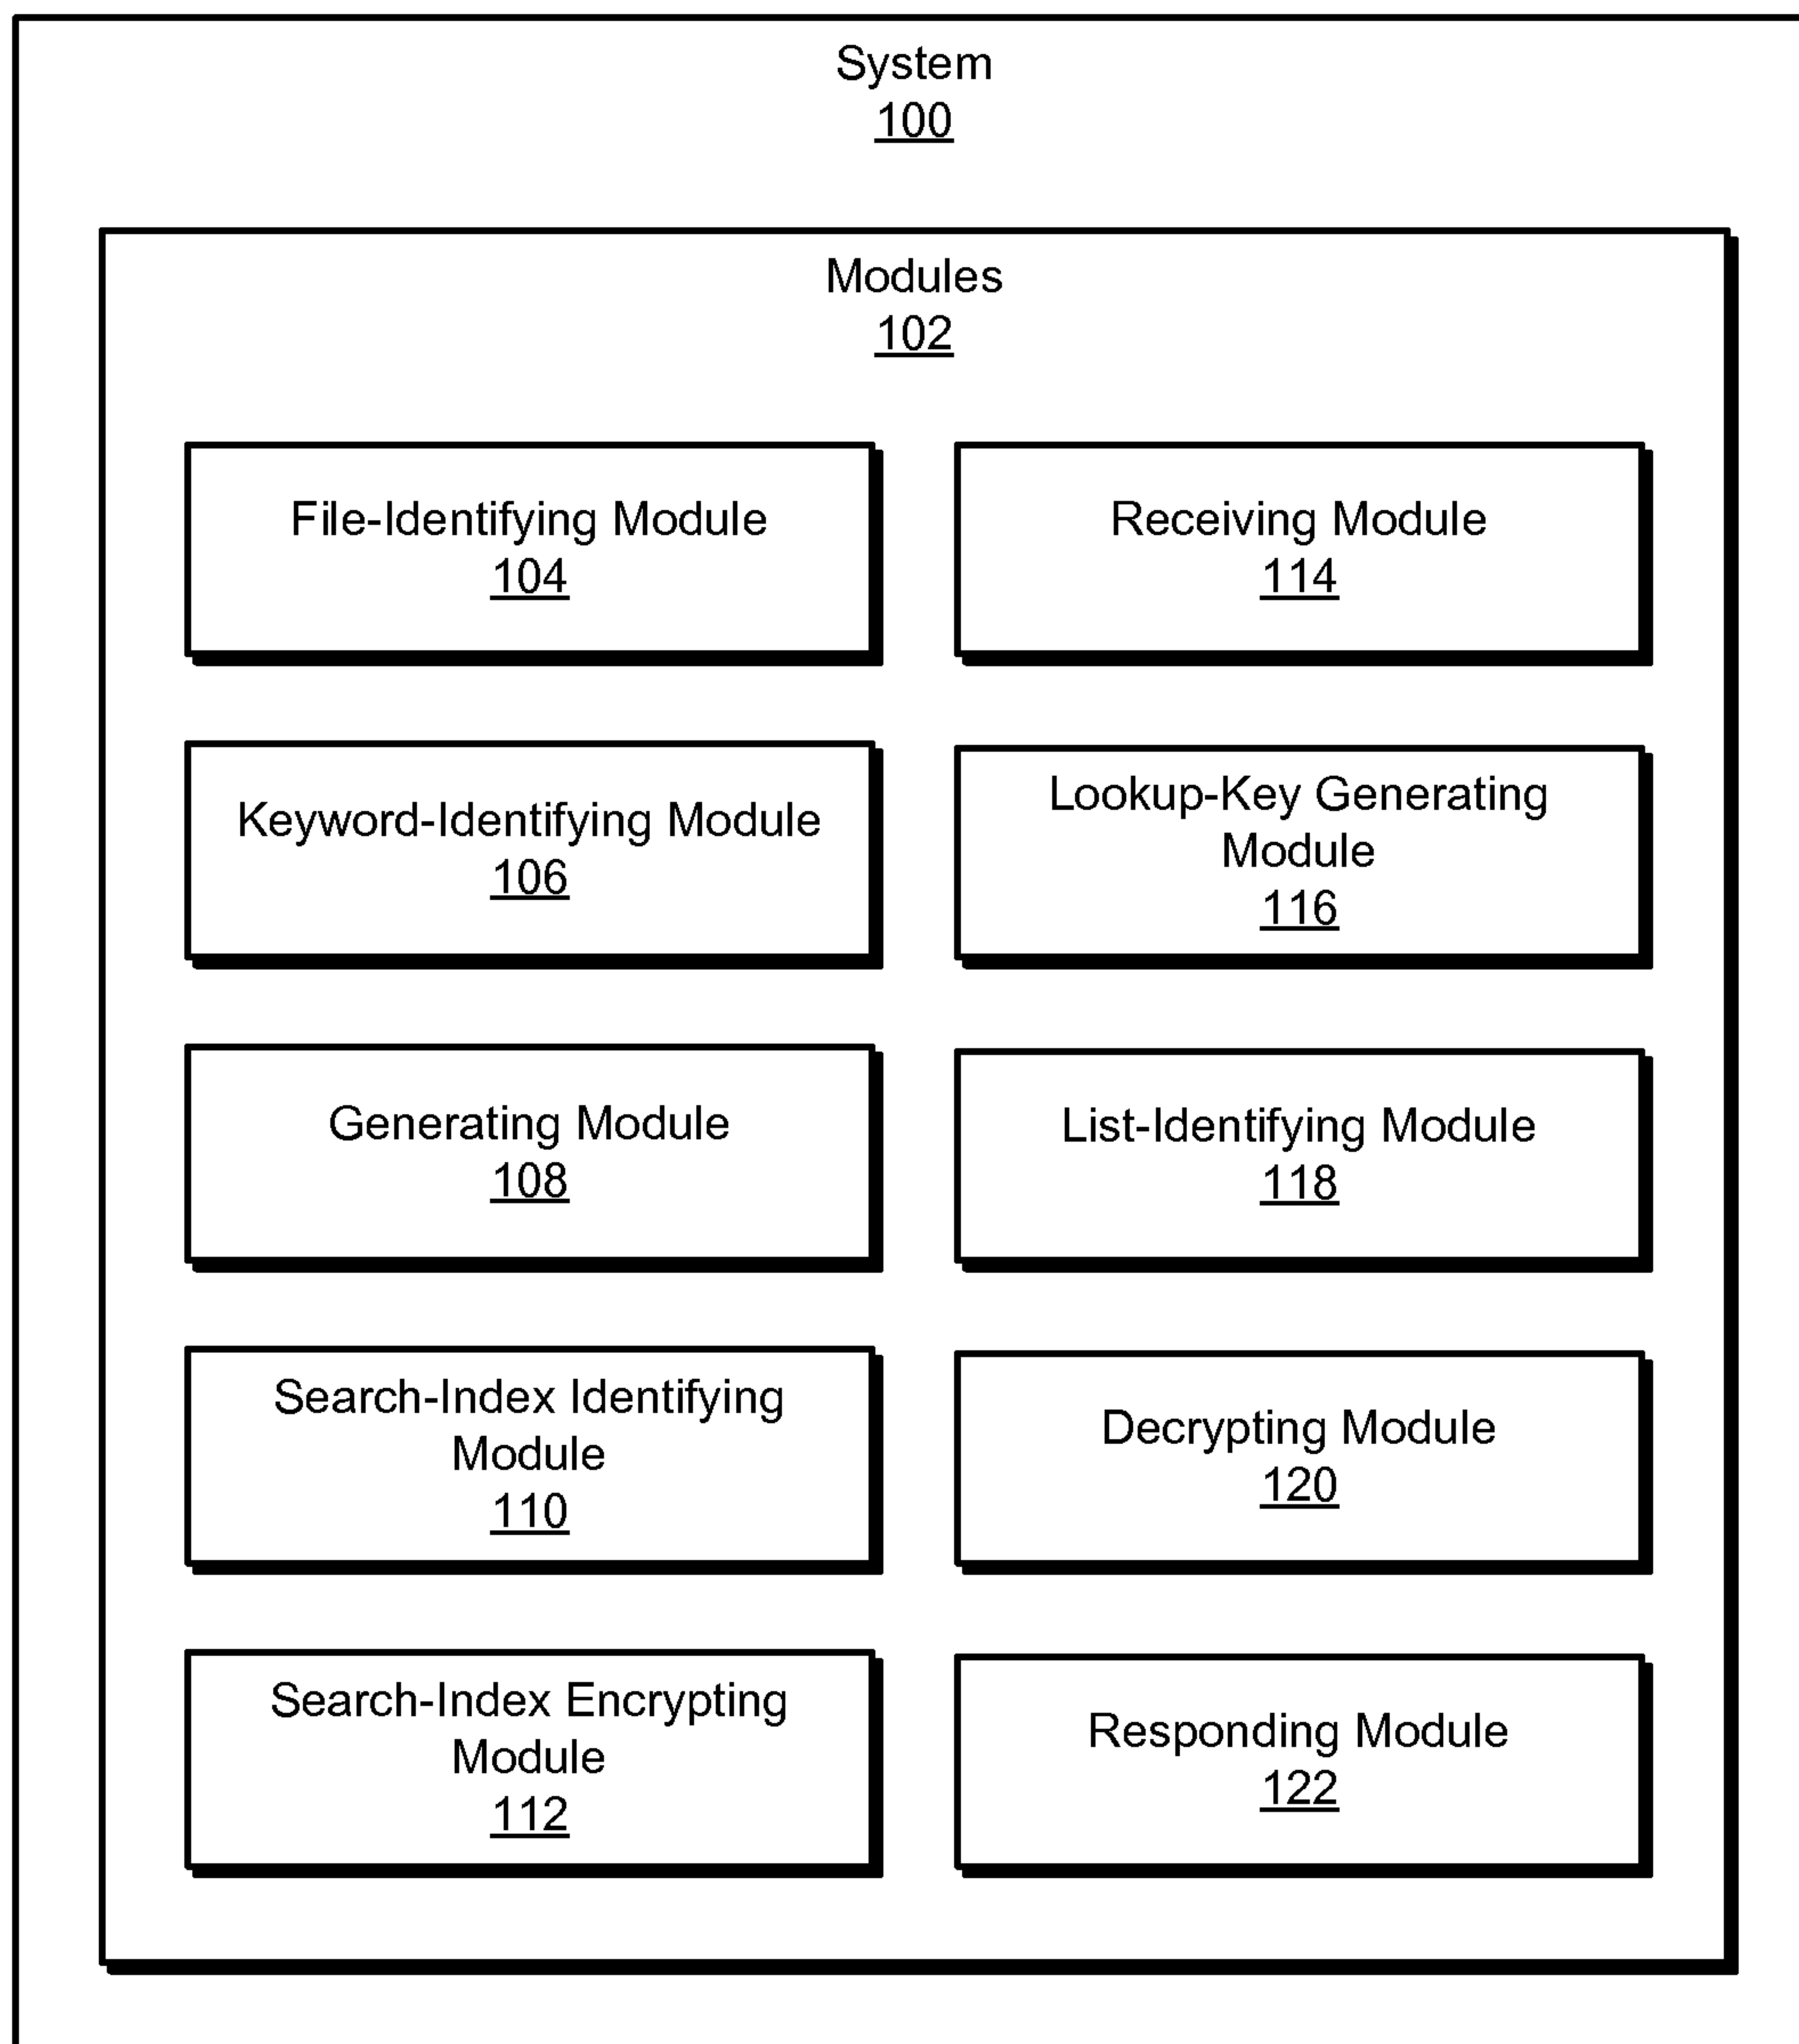 System
100
Modules
102
File-Identifying Module
104
Keyword-Identifying Module
106
Generating Module
108
Search-Index Identifying
Module
110
Search-Index Encrypting
Module
112
Receiving Module
114
Lookup-Key Generating
Module
116
List-Identifying Module
118
Decrypting Module
120
Responding Module
122